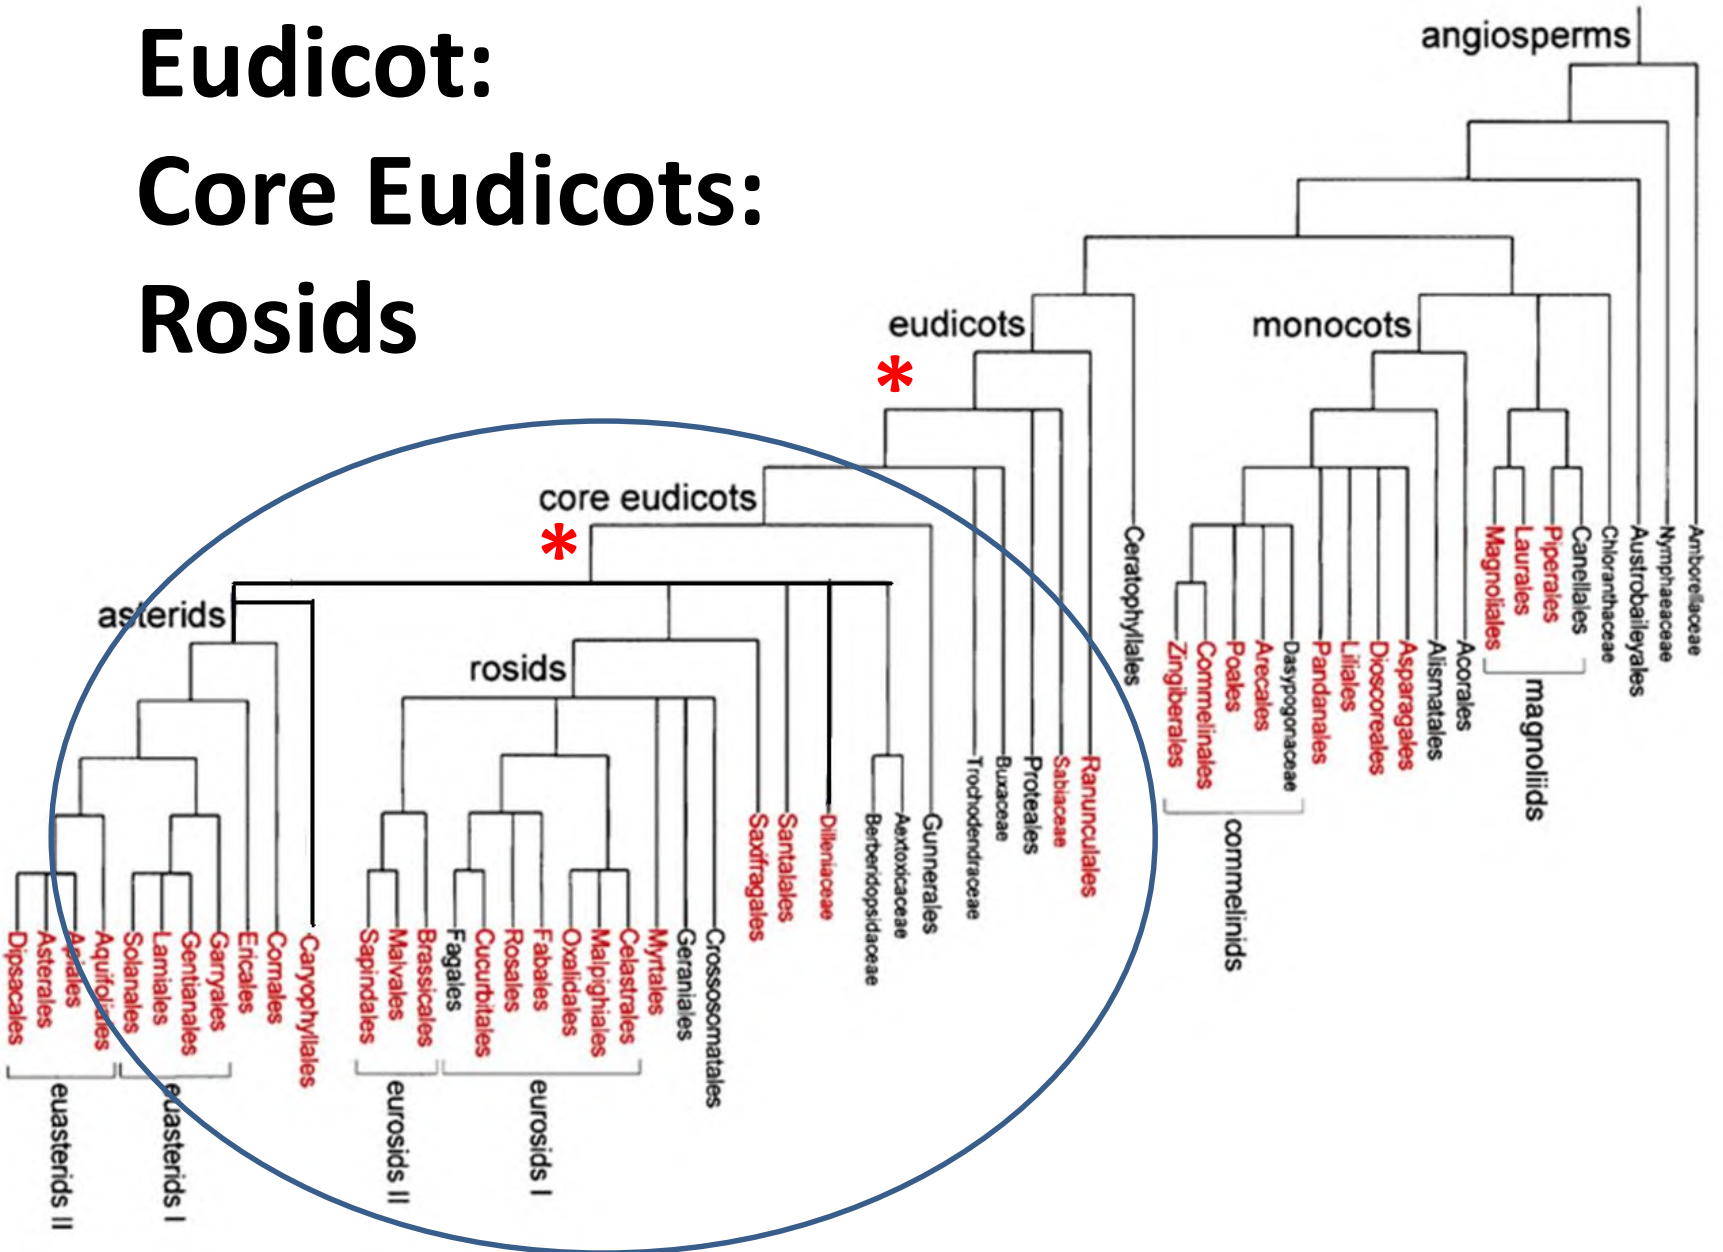 Eudicot:
Core Eudicots:
Rosids
angiosperms
eudicots
*
monocots
core eudicots
*
asterids
rosids
Dipsacales
Asterales
Apiales
Aquifoliales
Solanales
Lamiales
Gentianales
Garryales
Ericales
Cornales
Caryophyllales
Sapindales
Malvales
Brassicales
Fagales
Cucurbitales
Rosales
Fabales
Oxalidales
Malpighiales
Celastrales
Myrtales
Geraniales
Crossosomatales
Saxifragales
Santalales
Dilleniaceae
Berberidopsidaceae
Aextoxicaceae
Gunnerales
Trochodendraceae
Buxaceae
Proteales
Sabiaceae
Ranunculales
Ceratophyllales
Zingiberales
Commelinales
Poales
Arecales
Dasypogonaceae
Pandanales
Liliales
Dioscoreales
Asparagales
Alismatales
Acorales
Magnoliales
Laurales
Piperales
Canellales
Chloranthaceae
Austrobaileyales
Nymphaeaceae
Amborellaceae
euasterids II
euasterids I
eurosids II
eurosids I
commelinids
magnoliids